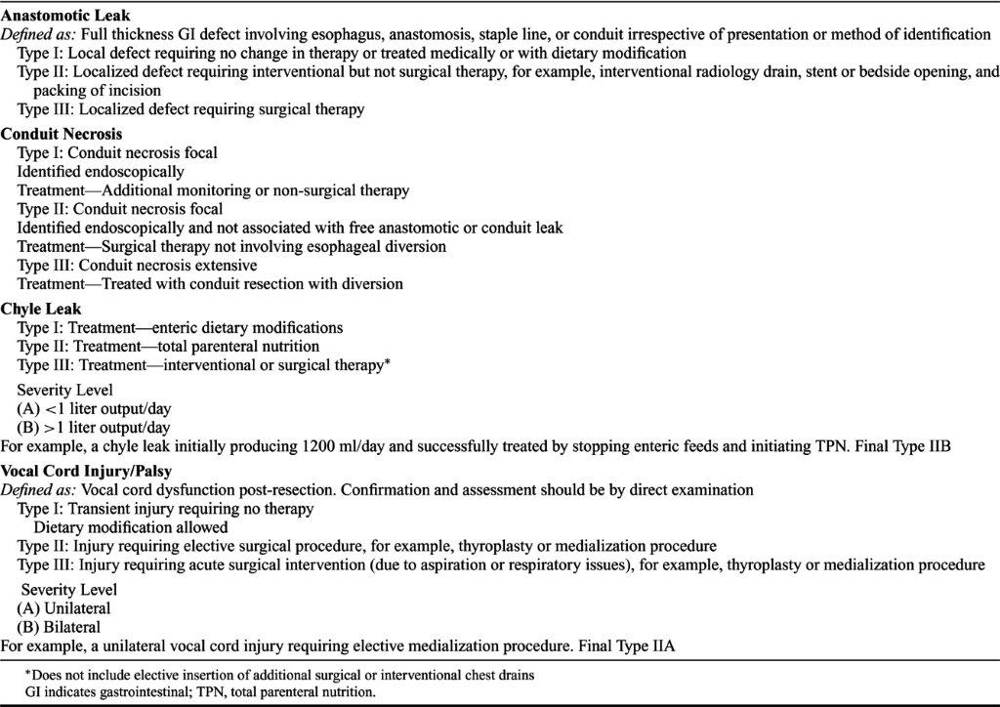 Anastomotic Leak
Defined as: Full thickness GI defect involving esophagus, anastomosis, staple line, or conduit irrespective of presentation or method of identification
Type I: Local defect requiring no change in therapy or treated medically or with dietary modification
Type II: Localized defect requiring interventional but not surgical therapy, for example, interventional radiology drain, stent or bedside opening, and
packing of incision
Type III: Localized defect requiring surgical therapy
Conduit Necrosis
Type I: Conduit necrosis focal
Identified endoscopically
Treatment—Additional monitoring or non-surgical therapy
Type II: Conduit necrosis focal
Identified endoscopically and not associated with free anastomotic or conduit leak
Treatment—Surgical therapy not involving esophageal diversion
Type III: Conduit necrosis extensive
Treatment—Treated with conduit resection with diversion
Chyle Leak
Type I: Treatment—enteric dietary modifications
Type II: Treatment—total parenteral nutrition
Type III: Treatment—interventional or surgical therapy*
Severity Level
(A) <1 liter output/day
(B) >1 liter output/day
For example, a chyle leak initially producing 1200 ml/day and successfully treated by stopping enteric feeds and initiating TPN. Final Type IIB
Vocal Cord Injury/Palsy
Defined as: Vocal cord dysfunction post-resection. Confirmation and assessment should be by direct examination
Type I: Transient injury requiring no therapy
Dietary modification allowed
Type II: Injury requiring elective surgical procedure, for example, thyroplasty or medialization procedure
Type III: Injury requiring acute surgical intervention (due to aspiration or respiratory issues), for example, thyroplasty or medialization procedure
Severity Level
(A) Unilateral
(B) Bilateral
For example, a unilateral vocal cord injury requiring elective medialization procedure. Final Type IIA
*Does not include elective insertion of additional surgical or interventional chest drains
GI indicates gastrointestinal; TPN, total parenteral nutrition.